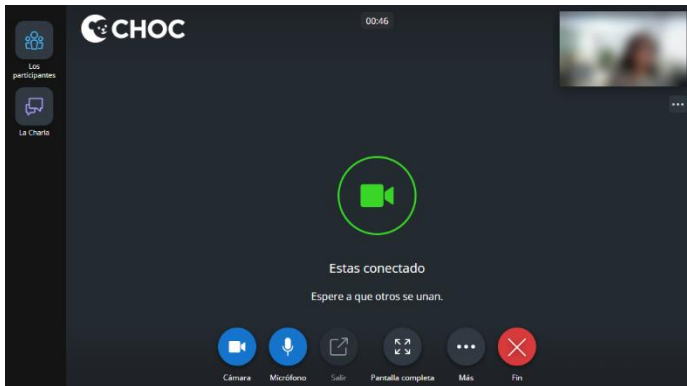 CHOC
00:46
Los
participantes
La Charla
Estas conectado
Espere a que otros se unan.
Cámara
Micrófono
Salir
Pantalla completa
Más
Fin